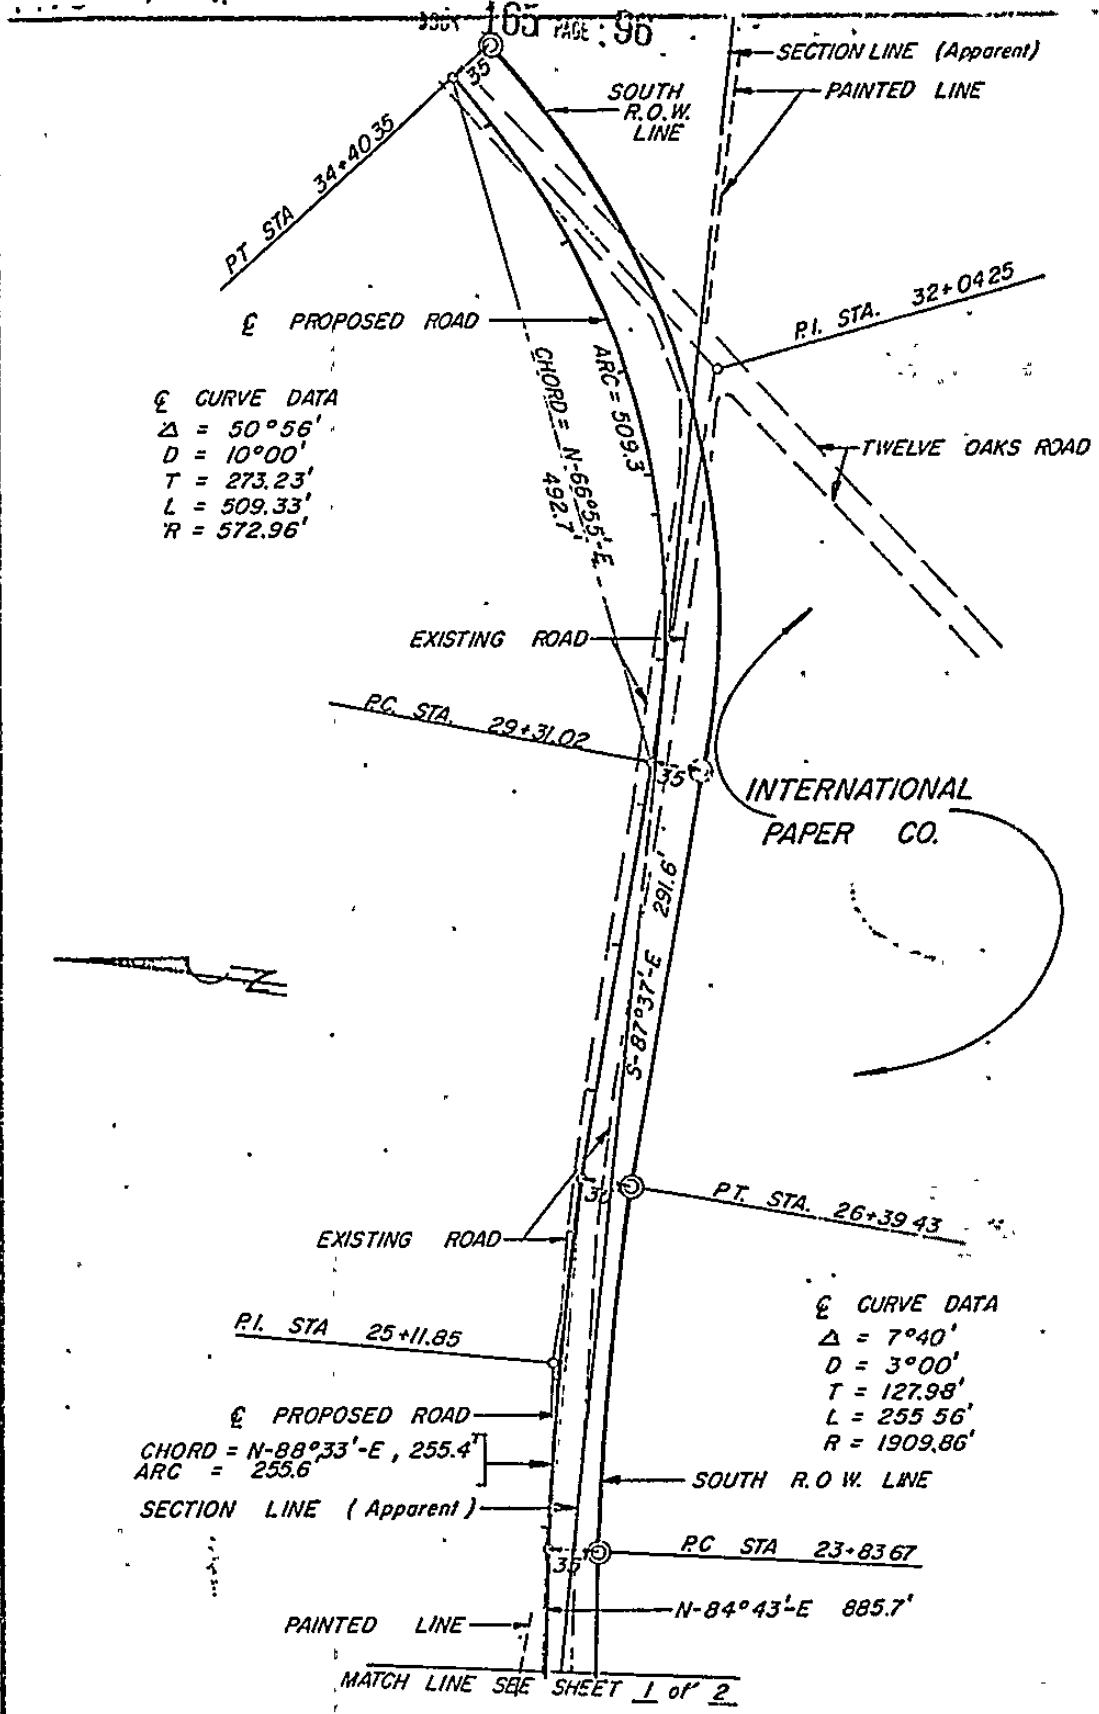 165 PAGE 96
SECTION LINE (Apparent)
PAINTED LINE
35
SOUTH
R.O.W.
LINE
PT STA 34+40 35
P.I. STA. 32+04 25
℄ PROPOSED ROAD
ARC = 509.3'
CHORD = N-66°55'-E
492.7'
℄ CURVE DATA
Δ = 50°56'
D = 10°00'
T = 273.23'
L = 509.33'
R = 572.96'
TWELVE OAKS ROAD
EXISTING ROAD
P.C. STA. 29+31.02
35
INTERNATIONAL
PAPER CO.
S-87°37'-E 291.6'
PT. STA. 26+39 43
EXISTING ROAD
P.I. STA 25+11.85
℄ CURVE DATA
Δ = 7°40'
D = 3°00'
T = 127.98'
L = 255 56'
R = 1909.86'
℄ PROPOSED ROAD
CHORD = N-88°33'-E, 255.4'
ARC = 255.6
SOUTH R.O W. LINE
SECTION LINE (Apparent)
P.C STA 23+83 67
35
N-84°43'-E 885.7'
PAINTED LINE
MATCH LINE SEE SHEET 1 of 2